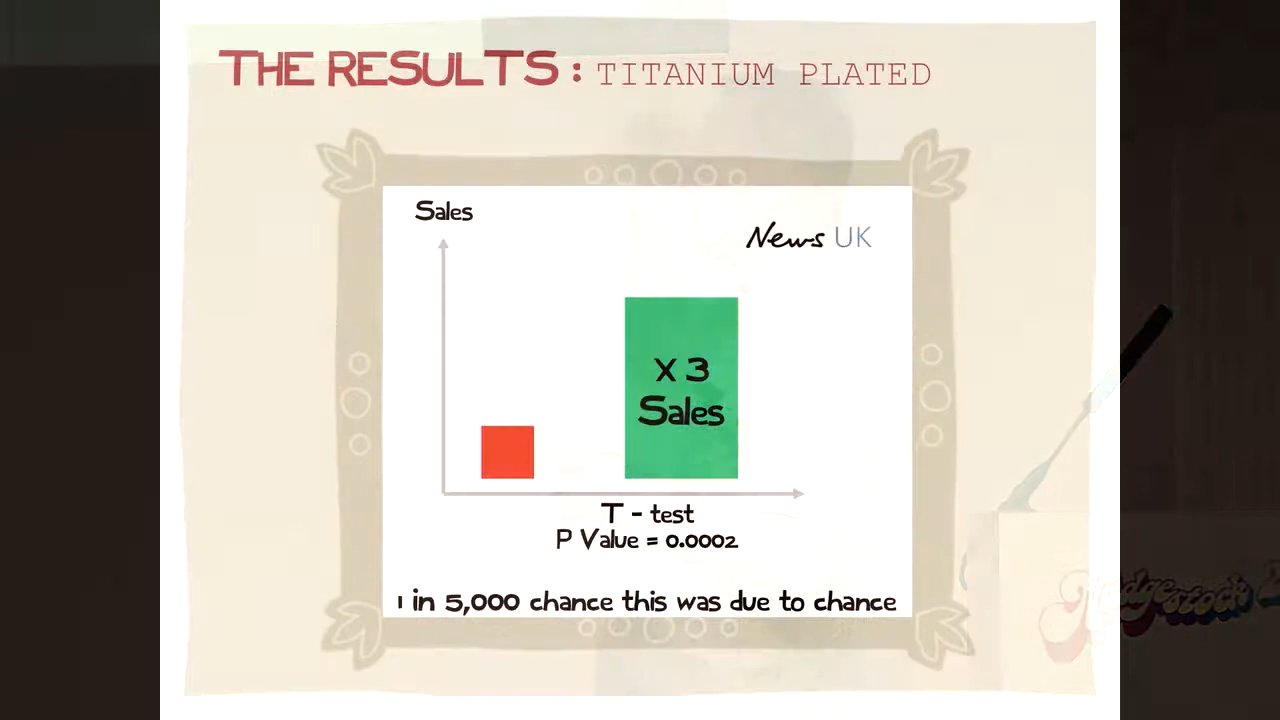 THE RESULTS : TITANIUM PLATED
Sales
News UK
X 3
Sales
T - test
P Value = 0.0002
1 in 5,000 chance this was due to chance
Nudgestock